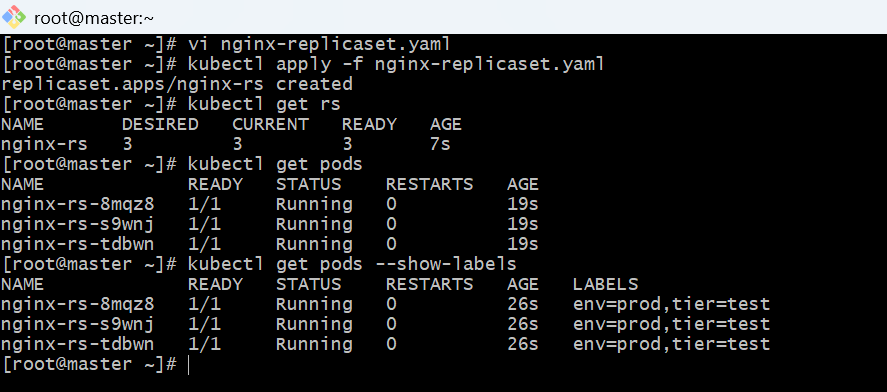 root@master:~
[root@master ~]# vi nginx-replicaset.yaml
[root@master ~]# kubectl apply -f nginx-replicaset.yaml
replicaset.apps/nginx-rs created
[root@master ~]# kubectl get rs
NAME       DESIRED   CURRENT   READY   AGE
nginx-rs   3         3         3       7s
[root@master ~]# kubectl get pods
NAME             READY   STATUS    RESTARTS   AGE
nginx-rs-8mqz8   1/1     Running   0          19s
nginx-rs-s9wnj   1/1     Running   0          19s
nginx-rs-tdbwn   1/1     Running   0          19s
[root@master ~]# kubectl get pods --show-labels
NAME             READY   STATUS    RESTARTS   AGE   LABELS
nginx-rs-8mqz8   1/1     Running   0          26s   env=prod,tier=test
nginx-rs-s9wnj   1/1     Running   0          26s   env=prod,tier=test
nginx-rs-tdbwn   1/1     Running   0          26s   env=prod,tier=test
[root@master ~]#